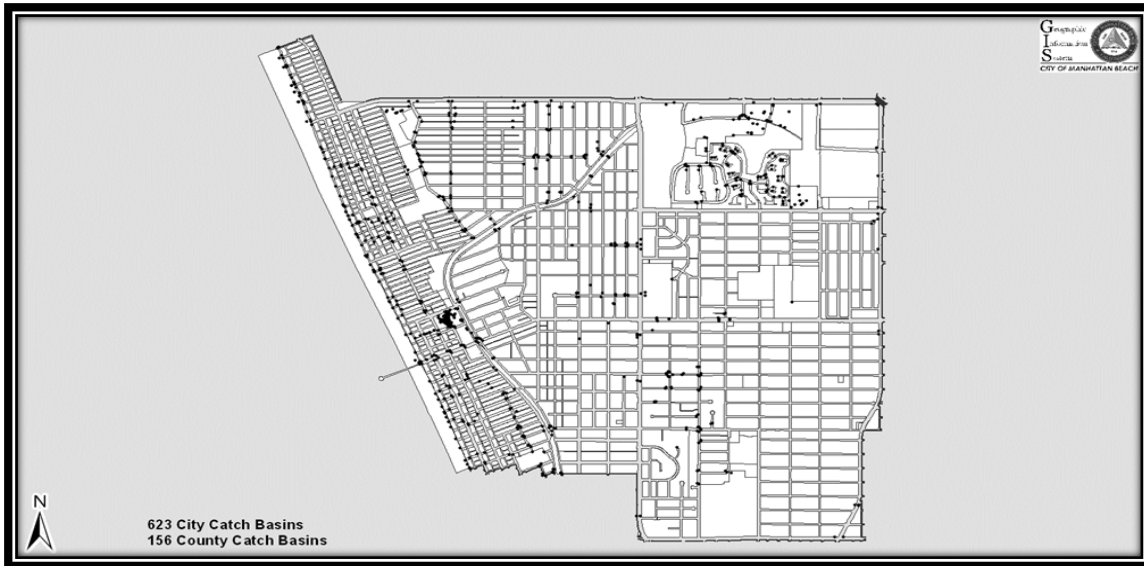 Geographic
Information
System
CITY OF MANHATTAN BEACH
N
623 City Catch Basins
156 County Catch Basins